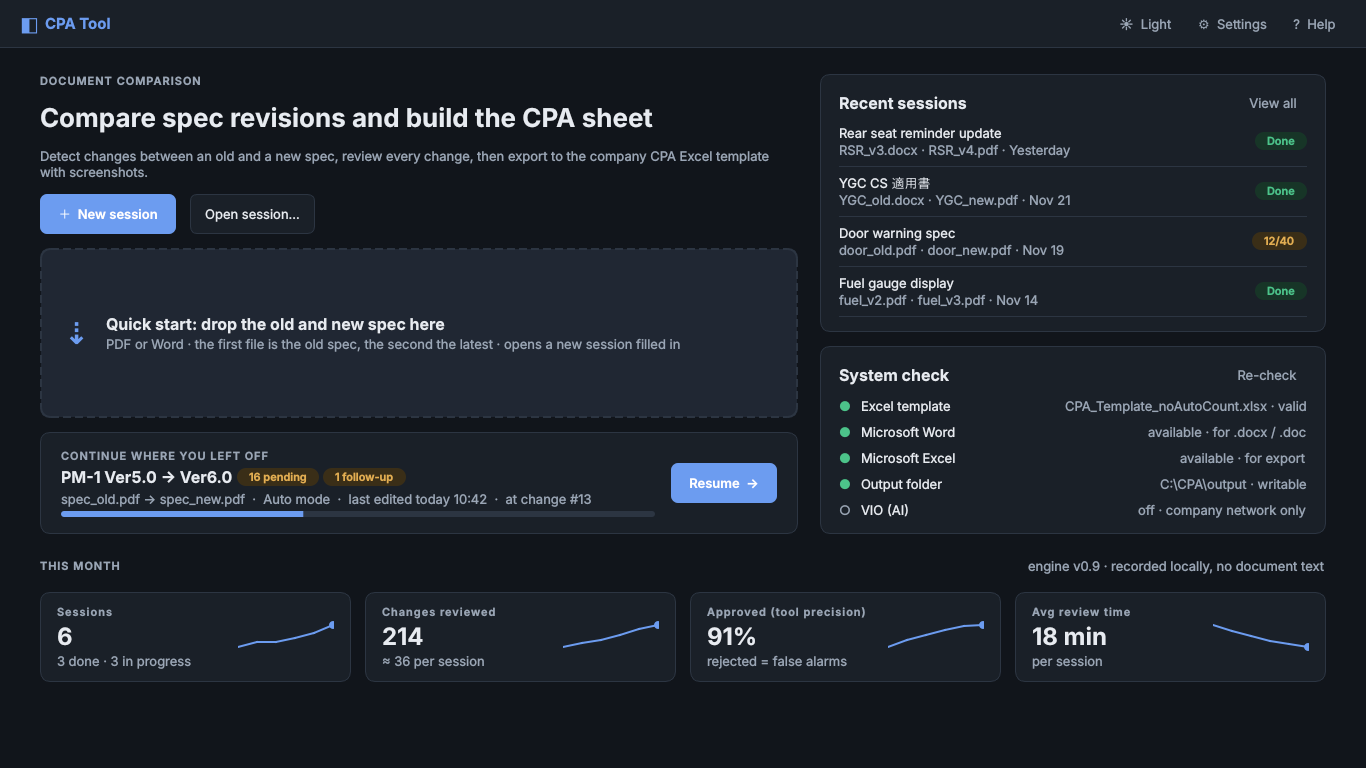 CPA Tool
Light
Settings
? Help
DOCUMENT COMPARISON
Compare spec revisions and build the CPA sheet
Detect changes between an old and a new spec, review every change, then export to the company CPA Excel template
with screenshots.
+ New session
Open session...
Quick start: drop the old and new spec here
PDF or Word · the first file is the old spec, the second the latest · opens a new session filled in
CONTINUE WHERE YOU LEFT OFF
PM-1 Ver5.0 → Ver6.0 16 pending 1 follow-up
spec_old.pdf → spec_new.pdf · Auto mode · last edited today 10:42 · at change #13
Resume →
Recent sessions
View all
Rear seat reminder update
RSR_v3.docx · RSR_v4.pdf · Yesterday
Done
YGC CS 適用書
YGC_old.docx · YGC_new.pdf · Nov 21
Done
Door warning spec
door_old.pdf · door_new.pdf · Nov 19
12/40
Fuel gauge display
fuel_v2.pdf · fuel_v3.pdf · Nov 14
Done
System check
Re-check
Excel template
CPA_Template_noAutoCount.xlsx · valid
Microsoft Word
available · for .docx / .doc
Microsoft Excel
available · for export
Output folder
C:\CPA\output · writable
VIO (AI)
off · company network only
THIS MONTH
engine v0.9 · recorded locally, no document text
Sessions
6
3 done · 3 in progress
Changes reviewed
214
≈ 36 per session
Approved (tool precision)
91%
rejected = false alarms
Avg review time
18 min
per session